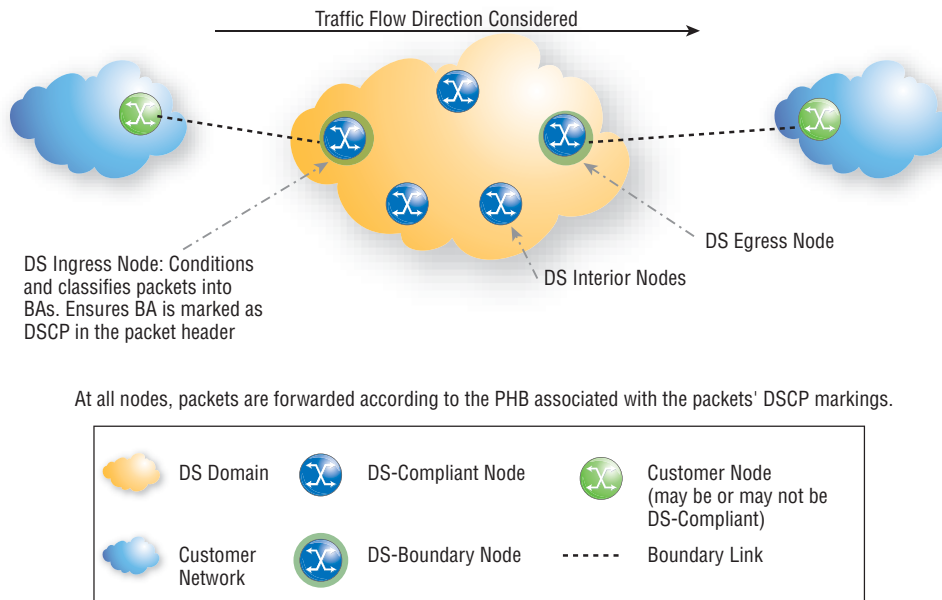 Traffic Flow Direction Considered
DS Egress Node
DS Interior Nodes
DS Ingress Node: Conditions
and classifies packets into
BAs. Ensures BA is marked as
DSCP in the packet header
At all nodes, packets are forwarded according to the PHB associated with the packets' DSCP markings.
DS Domain
DS-Compliant Node
Customer Node
(may be or may not be
DS-Compliant)
Customer
Network
DS-Boundary Node
Boundary Link